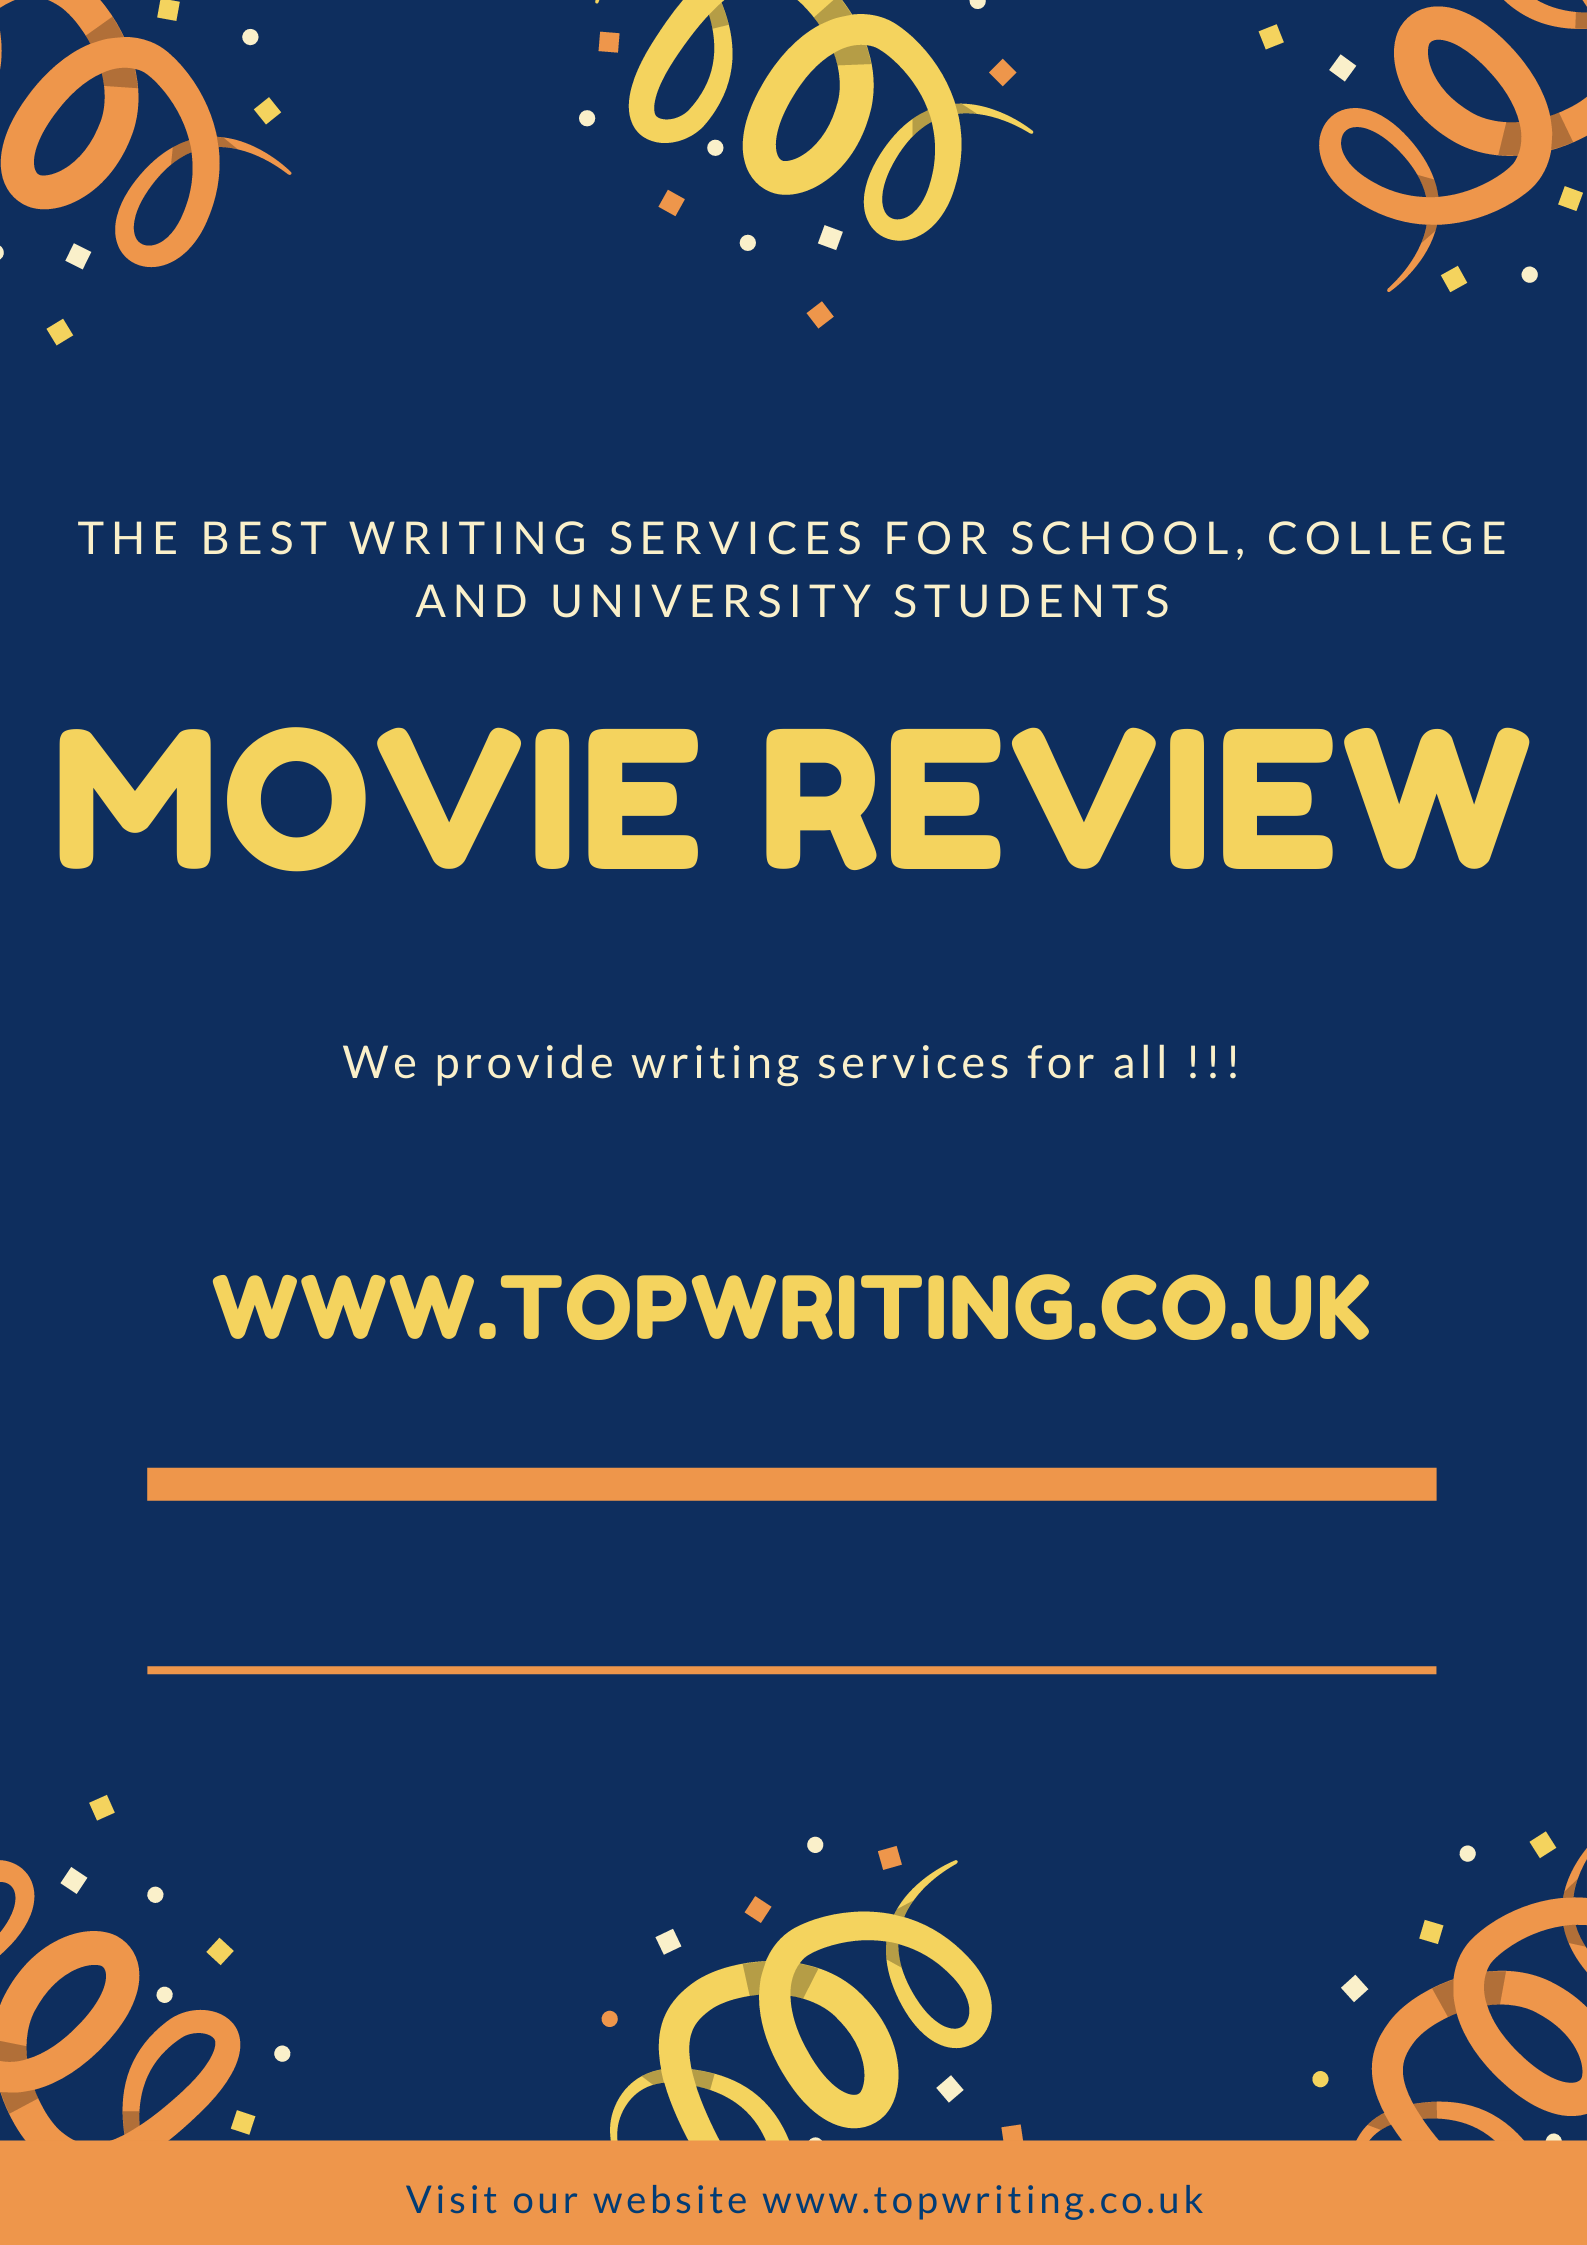 THE BEST WRITING SERVICES FOR SCHOOL, COLLEGE
AND UNIVERSITY STUDENTS
MOVIE REVIEW
We provide writing services for all !!!
WWW.TOPWRITING.CO.UK
Visit our website www.topwriting.co.uk